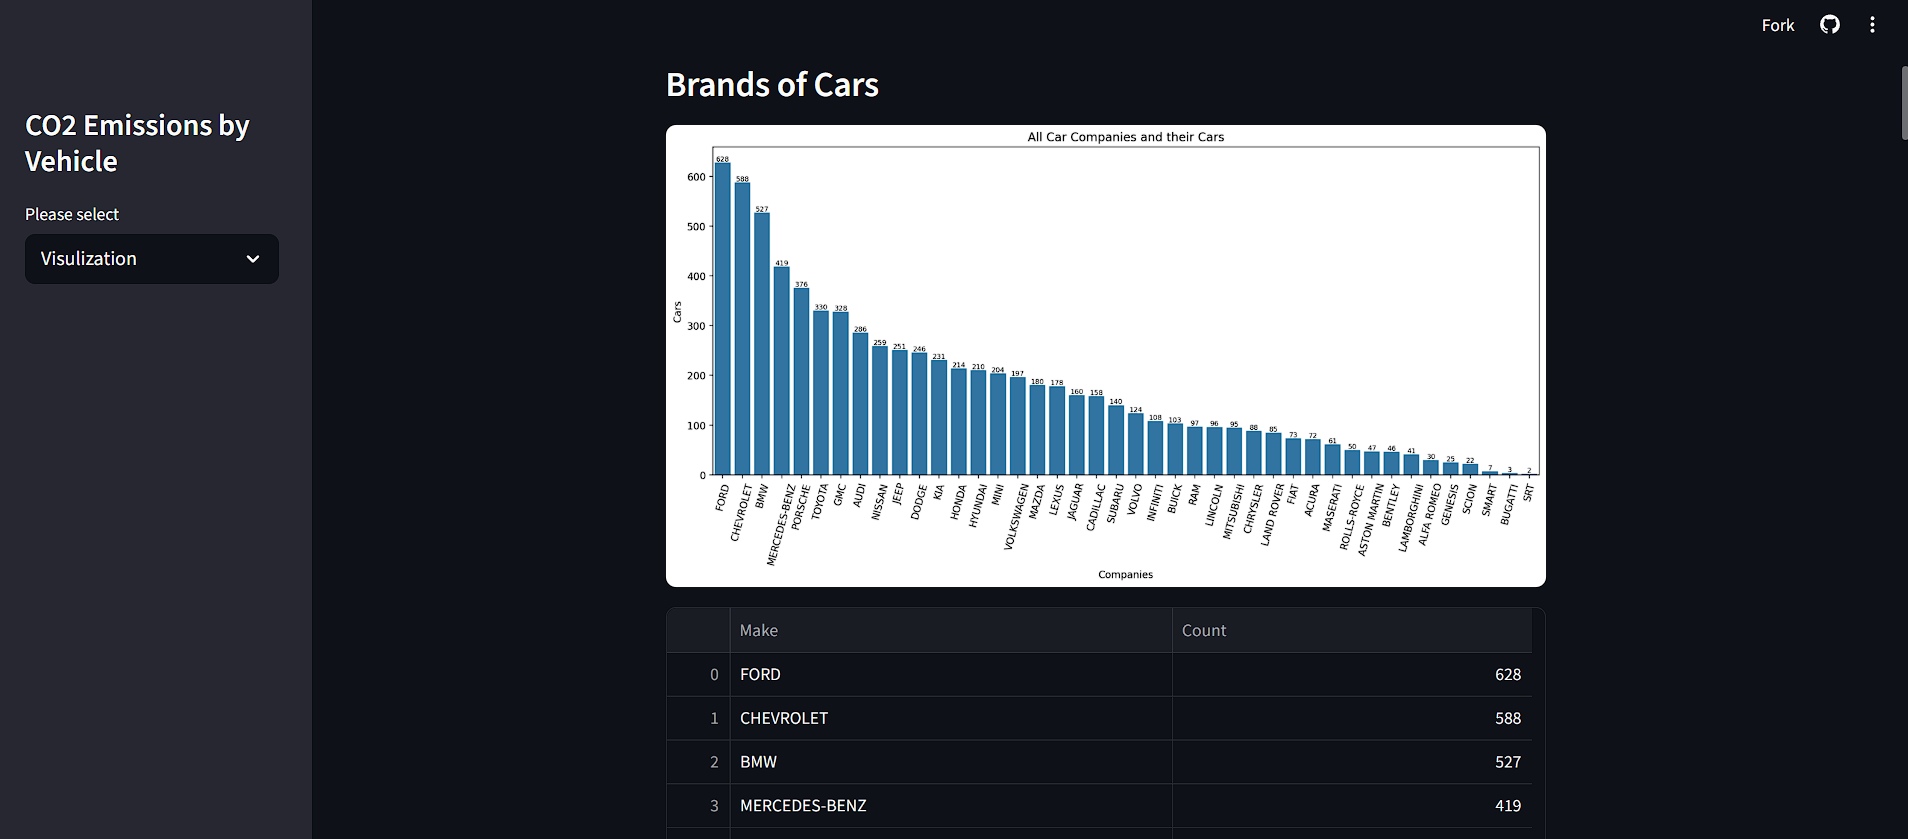 Fork
CO2 Emissions by
Vehicle
Please select
Visulization
Brands of Cars
All Car Companies and their Cars
Cars
600
500
400
300
200
100
0
628 588 527 419 376 330 328 286 259 251 246 231 214 210 204 197 180 178 160 158 140 124 108 103 97 96 95 88 85 73 72 61 50 47 46 41 30 25 22 7 3 2
FORD CHEVROLET BMW MERCEDES-BENZ PORSCHE TOYOTA GMC AUDI NISSAN JEEP DODGE KIA HONDA HYUNDAI MINI VOLKSWAGEN MAZDA LEXUS JAGUAR CADILLAC SUBARU VOLVO INFINITI BUICK RAM LINCOLN MITSUBISHI CHRYSLER LAND ROVER FIAT ACURA MASERATI ROLLS-ROYCE ASTON MARTIN BENTLEY LAMBORGHINI ALFA ROMEO GENESIS SCION SMART BUGATTI SRT
Companies
Make Count
0 FORD 628
1 CHEVROLET 588
2 BMW 527
3 MERCEDES-BENZ 419